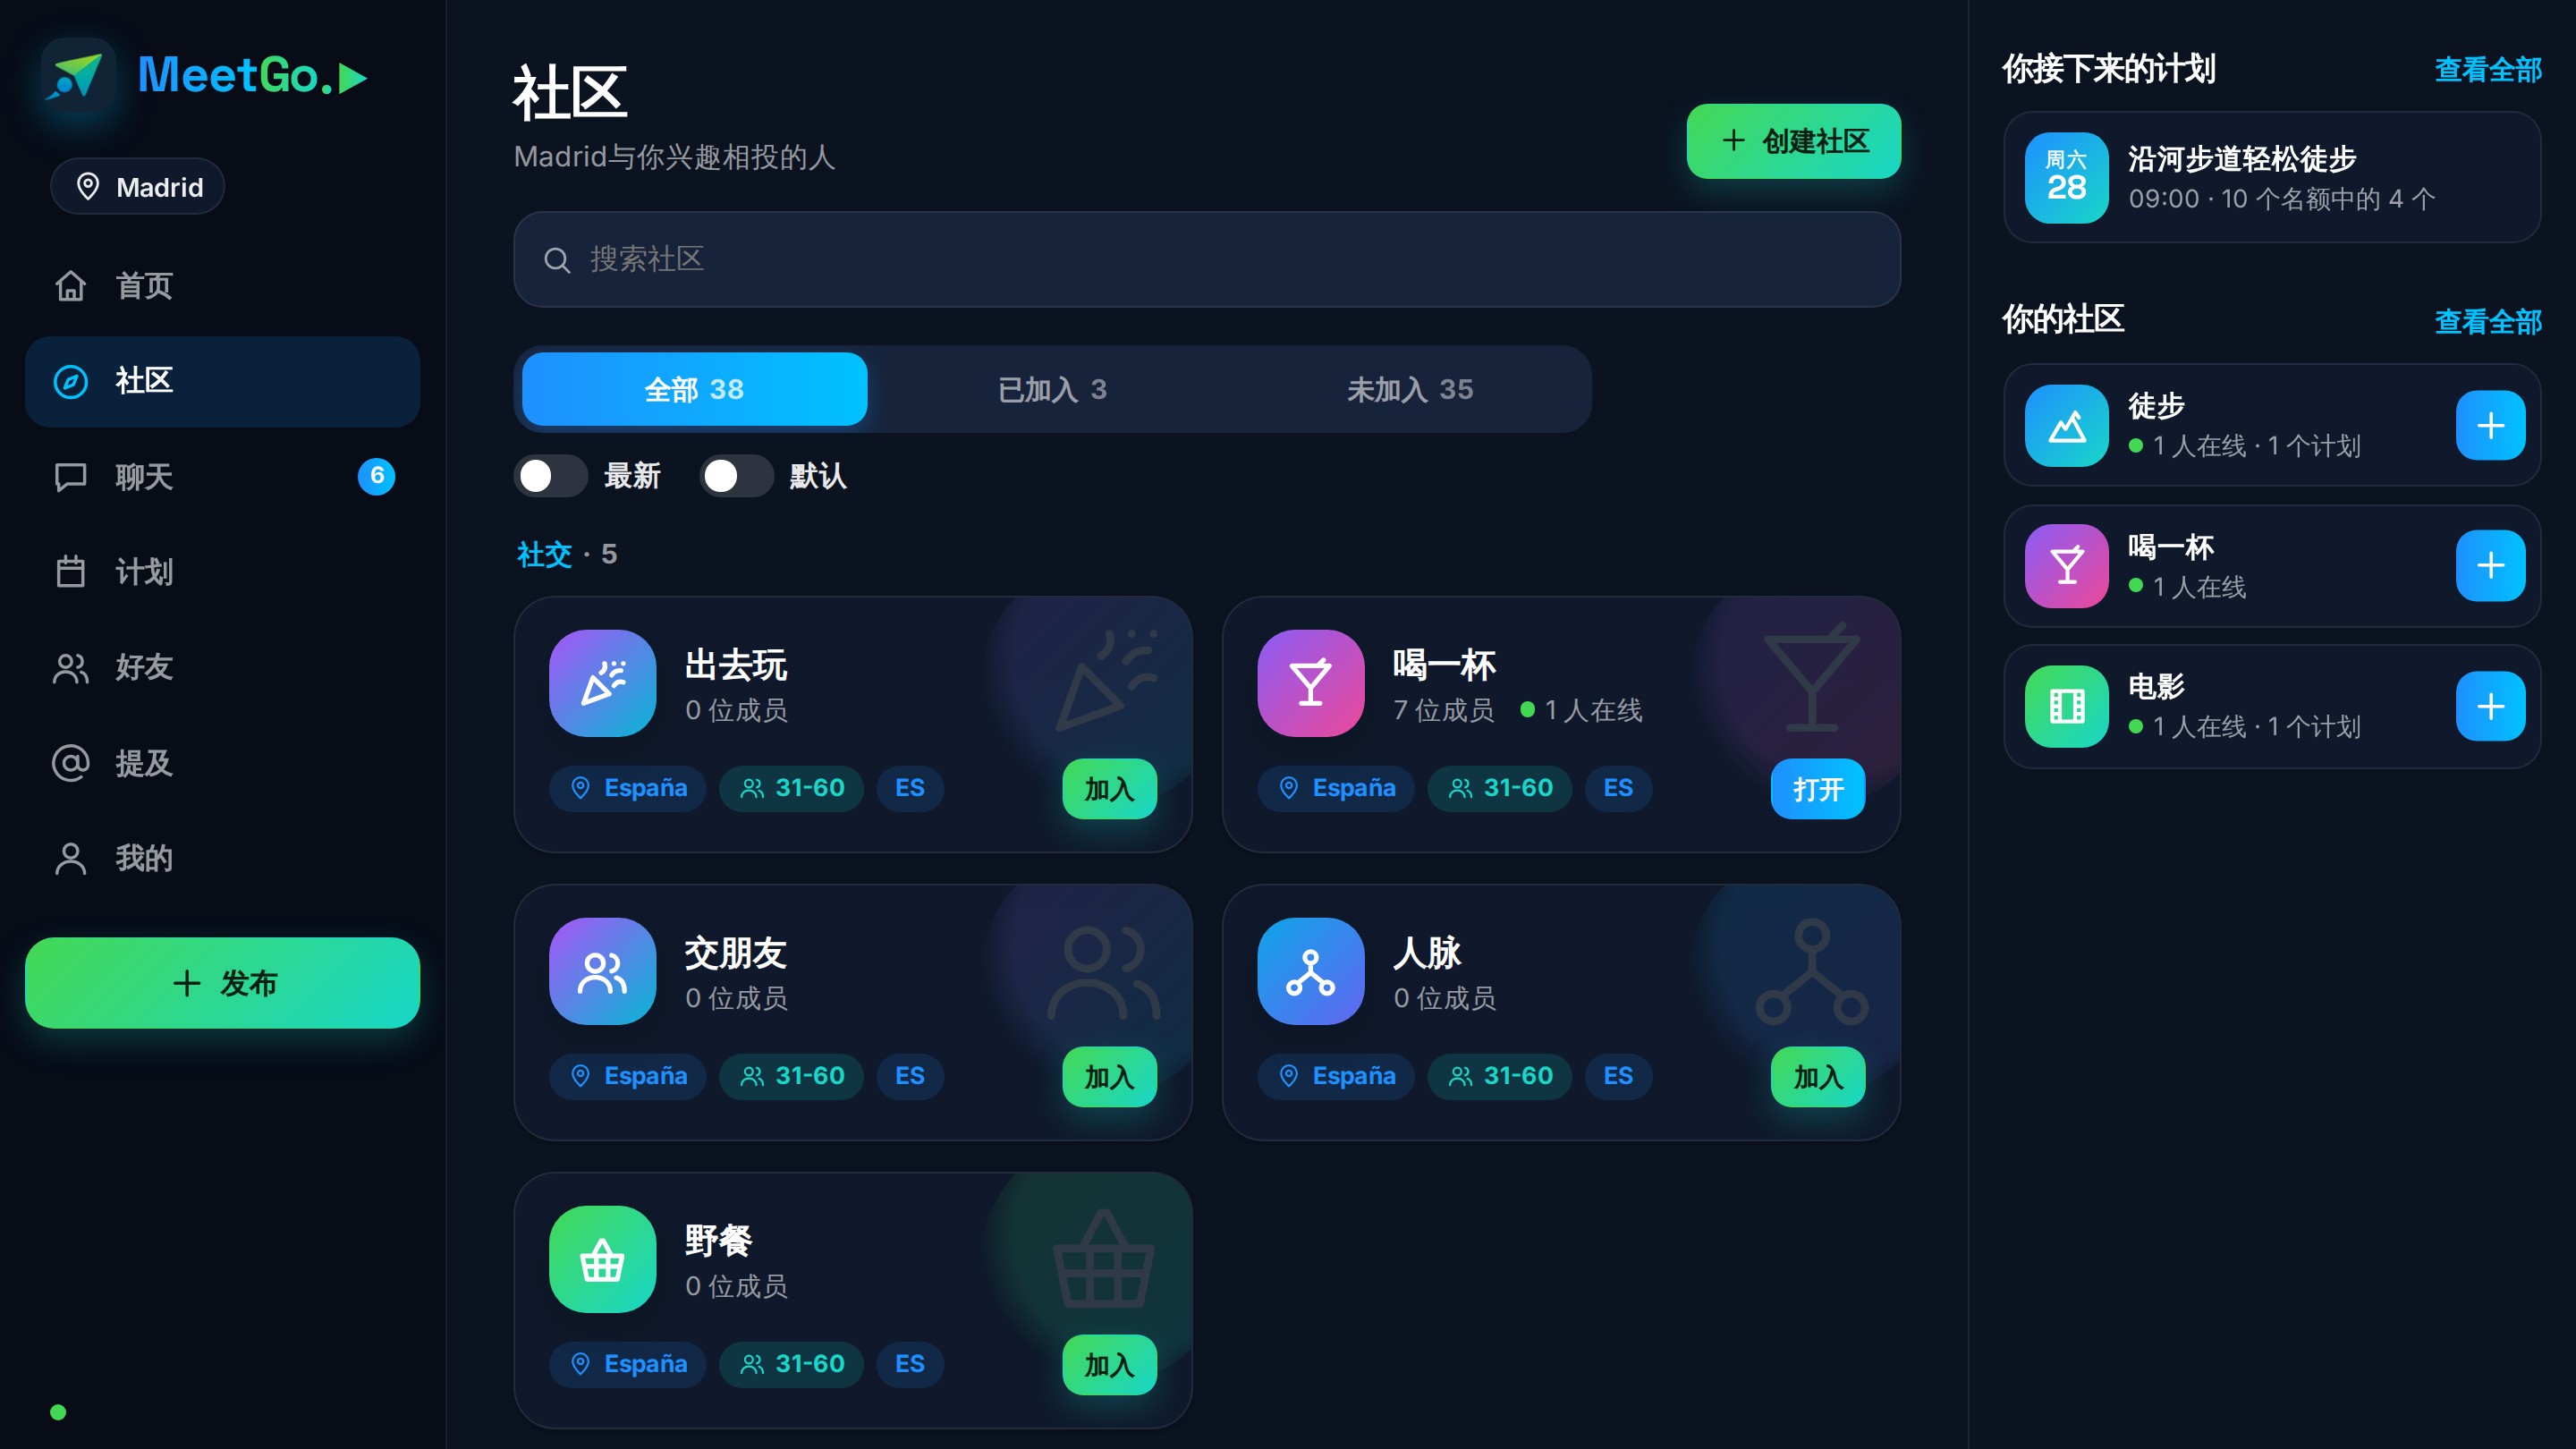 MeetGo.
Madrid
首页
社区
聊天
6
计划
好友
提及
我的
发布
社区
Madrid与你兴趣相投的人
创建社区
搜索社区
全部 38
已加入 3
未加入 35
最新
默认
社交 · 5
出去玩
0 位成员
España
31-60
ES
加入
喝一杯
7 位成员
1 人在线
España
31-60
ES
打开
交朋友
0 位成员
España
31-60
ES
加入
人脉
0 位成员
España
31-60
ES
加入
野餐
0 位成员
España
31-60
ES
加入
你接下来的计划
查看全部
周六
28
沿河步道轻松徒步
09:00 · 10 个名额中的 4 个
你的社区
查看全部
徒步
1 人在线 · 1 个计划
喝一杯
1 人在线
电影
1 人在线 · 1 个计划